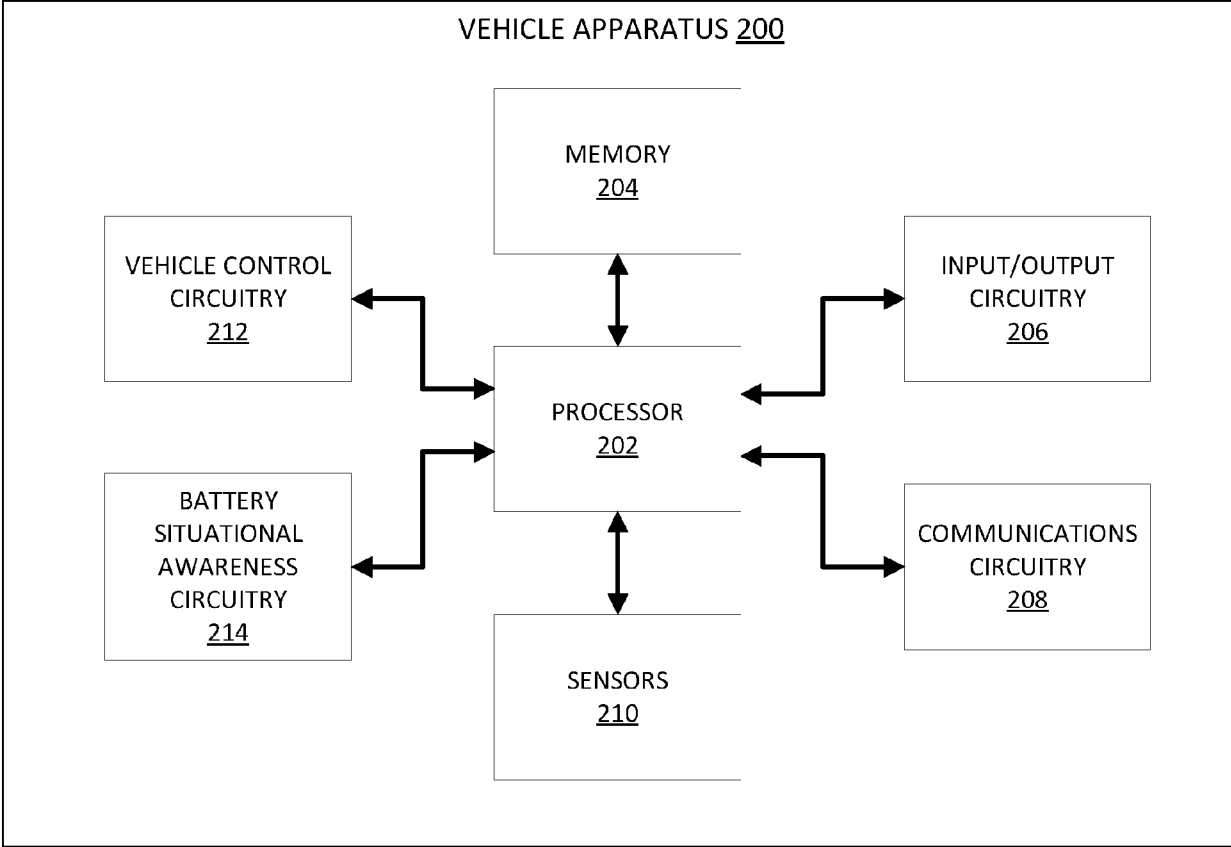 VEHICLE APPARATUS 200
MEMORY
204
VEHICLE CONTROL
CIRCUITRY
212
INPUT/OUTPUT
CIRCUITRY
206
PROCESSOR
202
BATTERY
SITUATIONAL
AWARENESS
CIRCUITRY
214
COMMUNICATIONS
CIRCUITRY
208
SENSORS
210